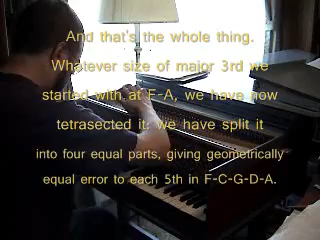 And that's the whole thing.
Whatever size of major 3rd we
started with at F-A, we have now
tetrasected it: we have split it
into four equal parts, giving geometrically
equal error to each 5th in F-C-G-D-A.